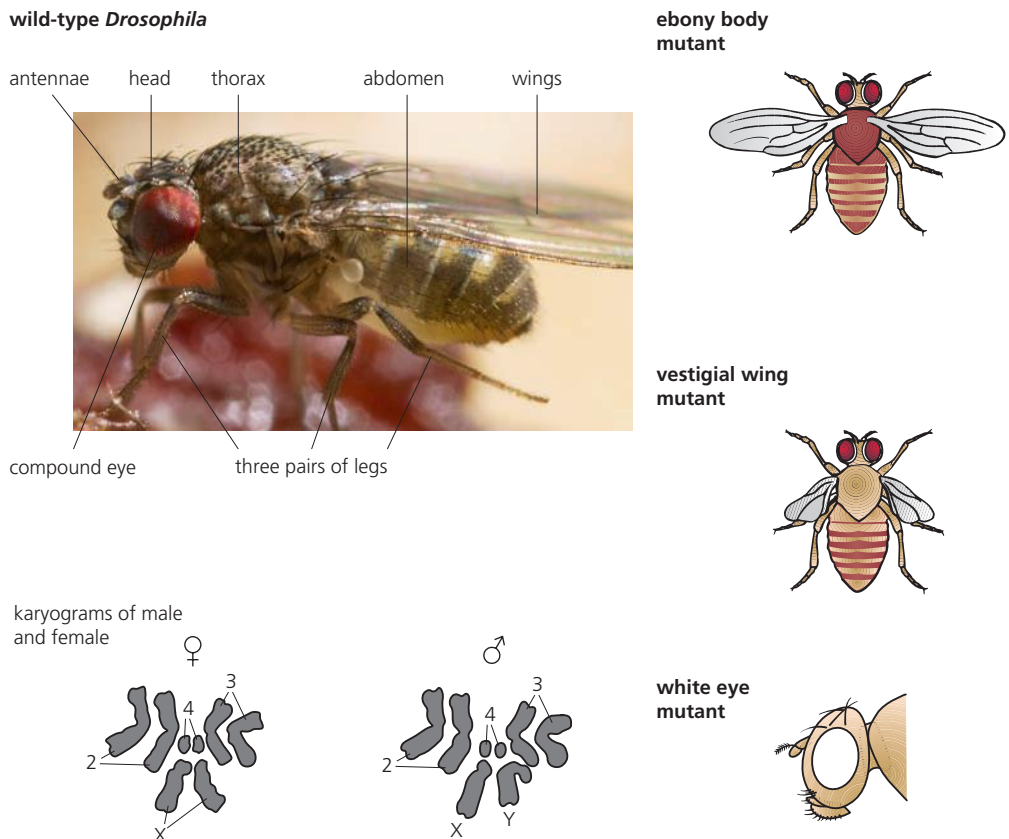 wild-type Drosophila
antennae head thorax abdomen wings
compound eye three pairs of legs
karyograms of male
and female
♀ ♂
3
4
2
X
3
4
2
X
Y
ebony body
mutant
vestigial wing
mutant
white eye
mutant